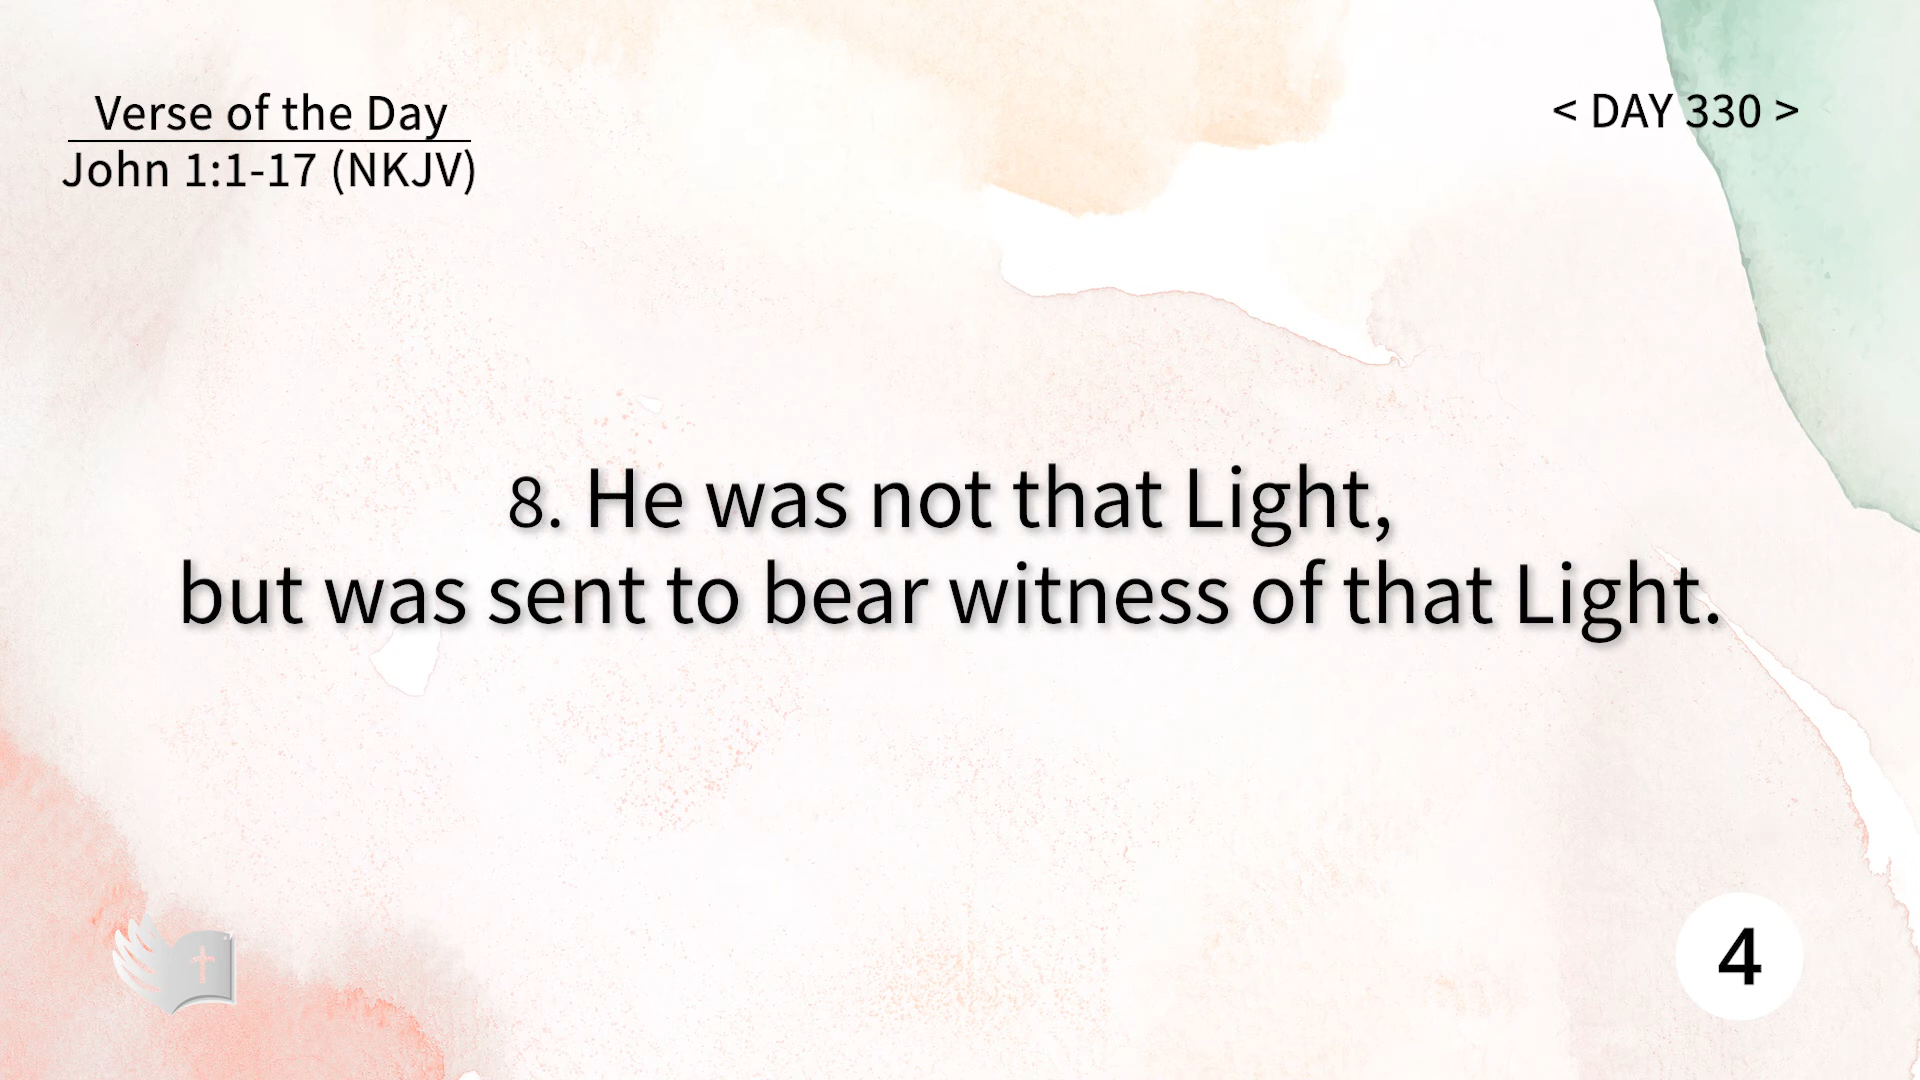 Verse of the Day
John 1:1-17 (NKJV)
< DAY 330 >
8. He was not that Light,
but was sent to bear witness of that Light.
4